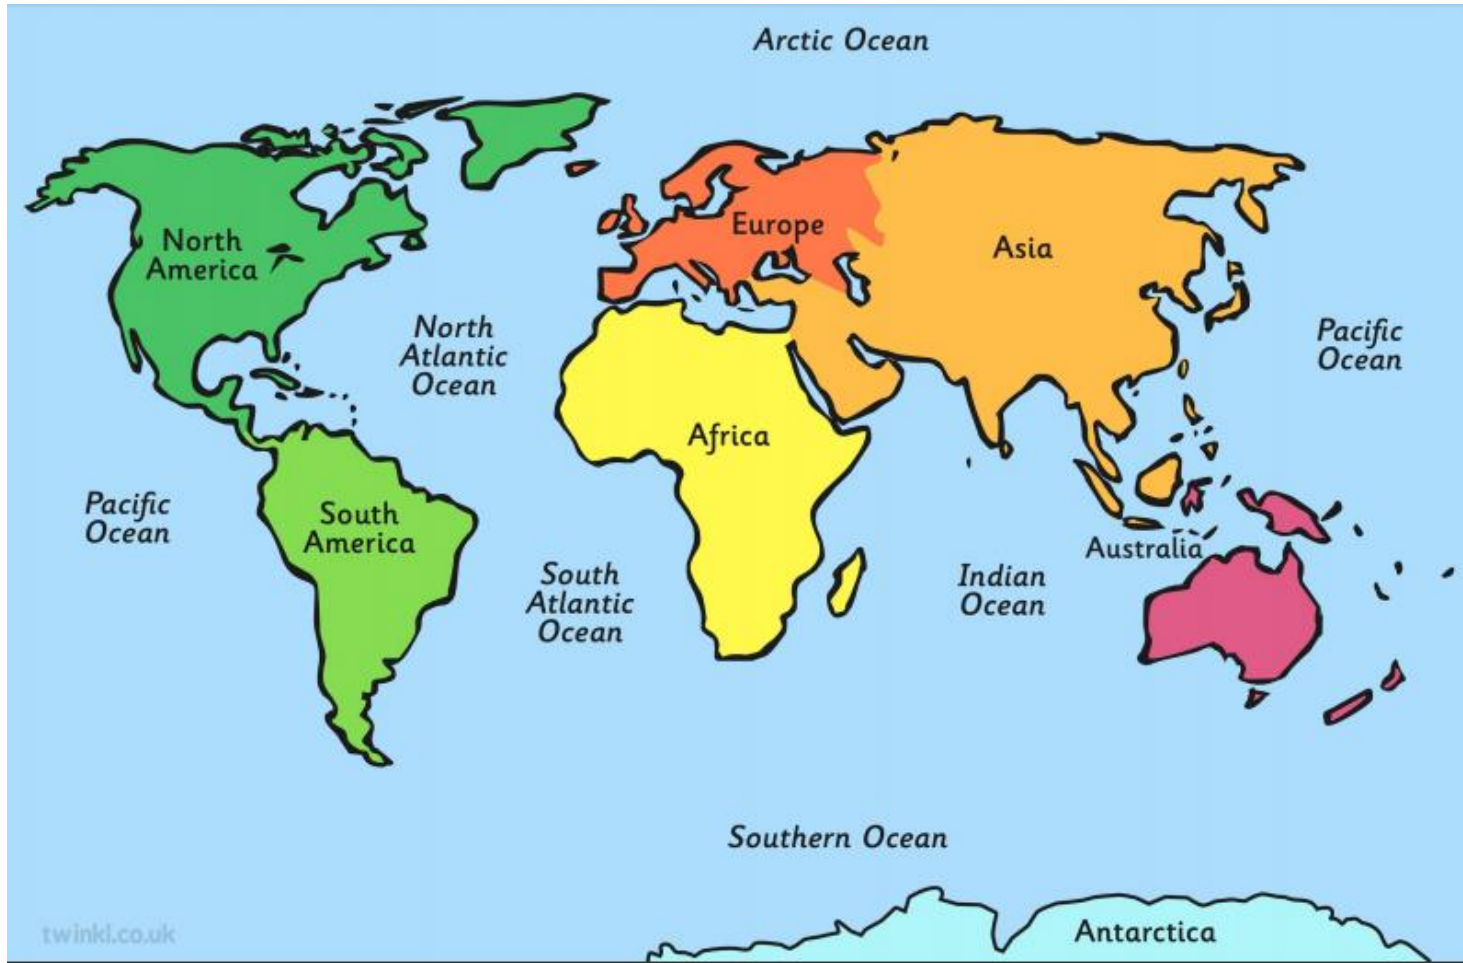 Arctic Ocean
North
America
Europe
Asia
North
Atlantic
Ocean
Pacific
Ocean
Africa
Pacific
Ocean
South
America
South
Atlantic
Ocean
Indian
Ocean
Australia
Southern Ocean
Antarctica
twinkl.co.uk